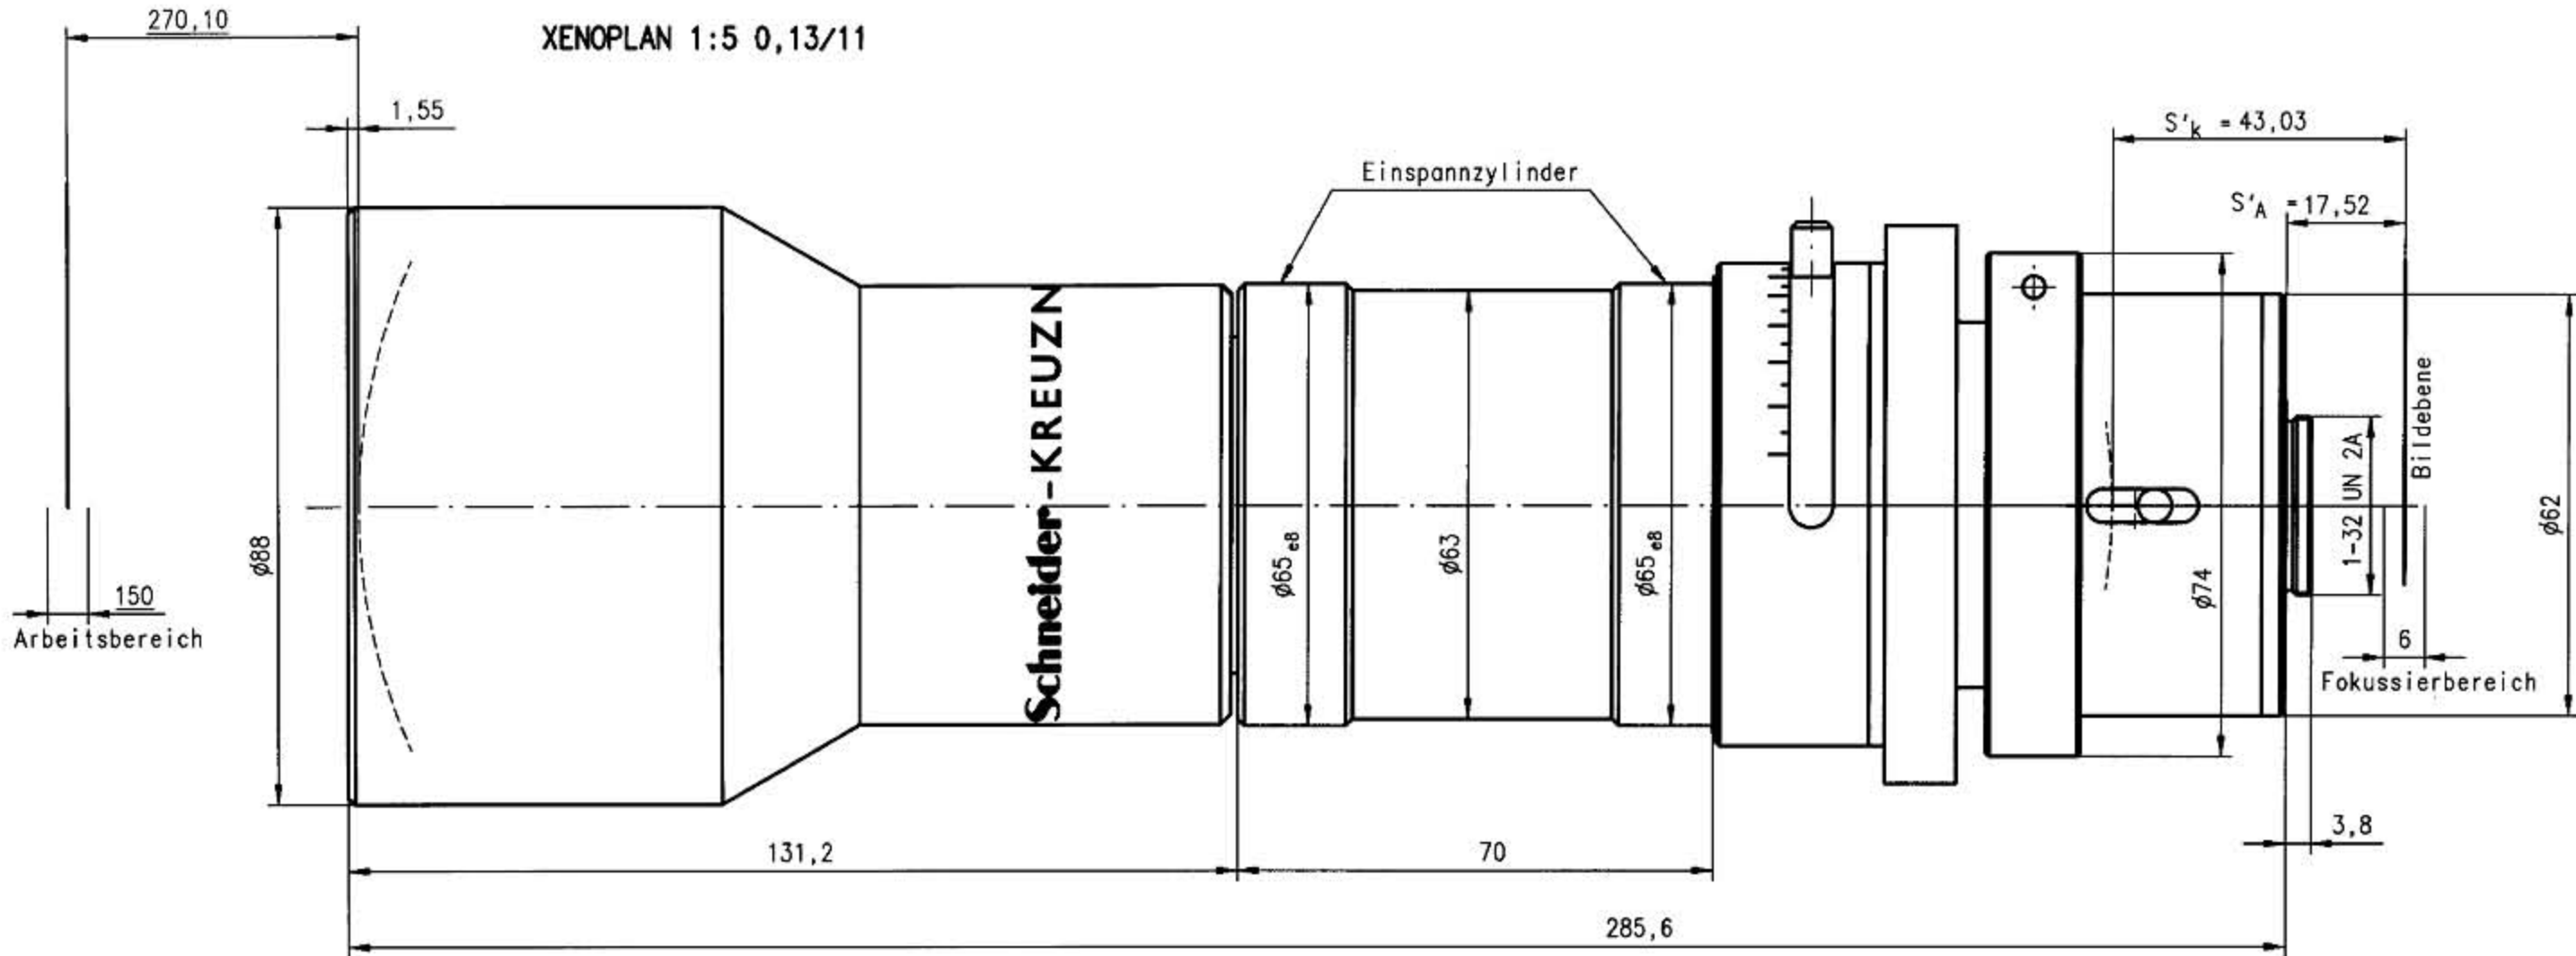 270,10
XENOPLAN 1:5 0,13/11
1,55
S'k = 43,03
Einspannzylinder
S'A = 17,52
Schneider-KREUZN
Bildebene
1-32 UN 2A
ø62
ø88
ø65e8
ø63
ø65e8
ø74
150
Arbeitsbereich
6
Fokussierbereich
3,8
131,2
70
285,6